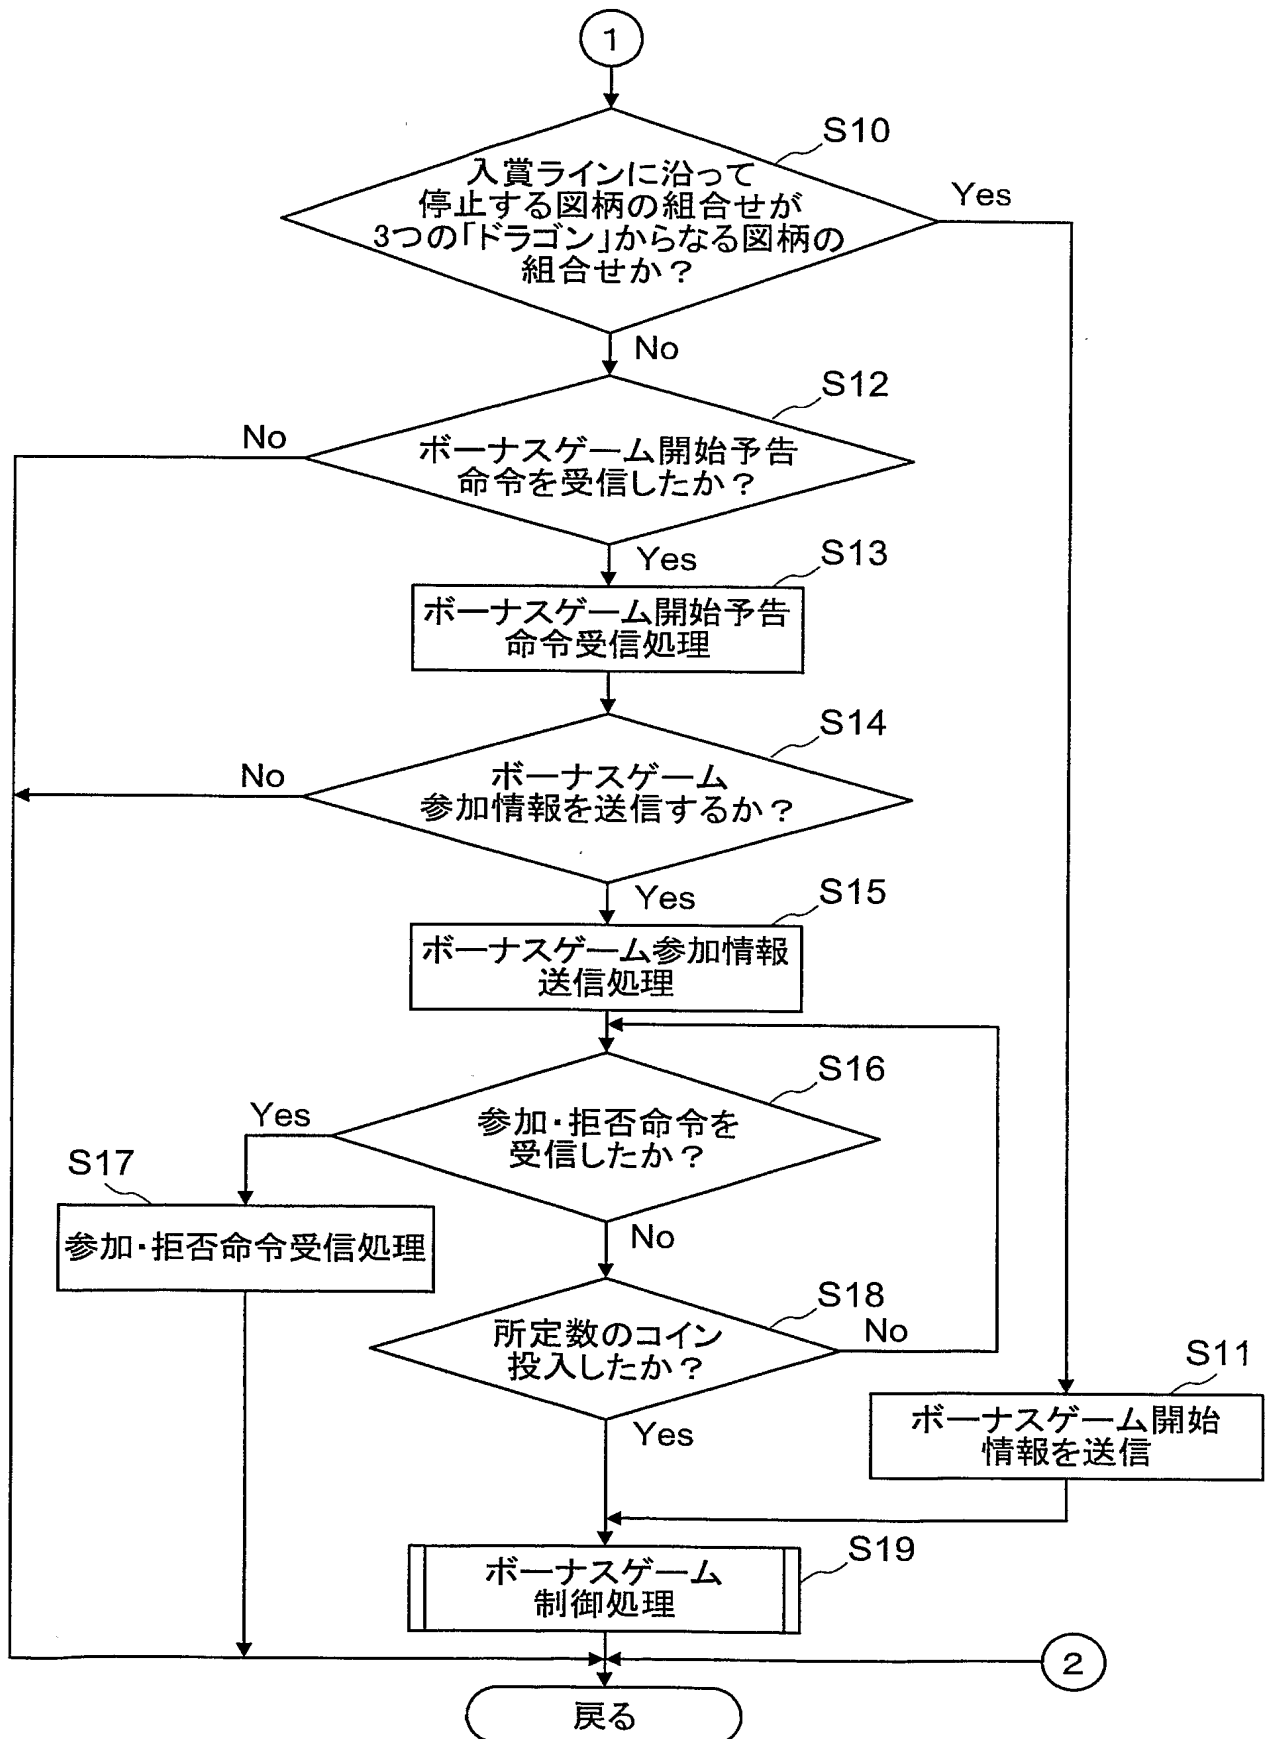 1
S10
入賞ラインに沿って
停止する図柄の組合せが
3つの「ドラゴン」からなる図柄の
組合せか?
Yes
No
S12
No
ボーナスゲーム開始予告
命令を受信したか?
Yes
S13
ボーナスゲーム開始予告
命令受信処理
S14
No
ボーナスゲーム
参加情報を送信するか?
Yes
S15
ボーナスゲーム参加情報
送信処理
S16
Yes
参加・拒否命令を
受信したか?
S17
参加・拒否命令受信処理
No
S18
所定数のコイン
投入したか?
No
Yes
S11
ボーナスゲーム開始
情報を送信
S19
ボーナスゲーム
制御処理
2
戻る